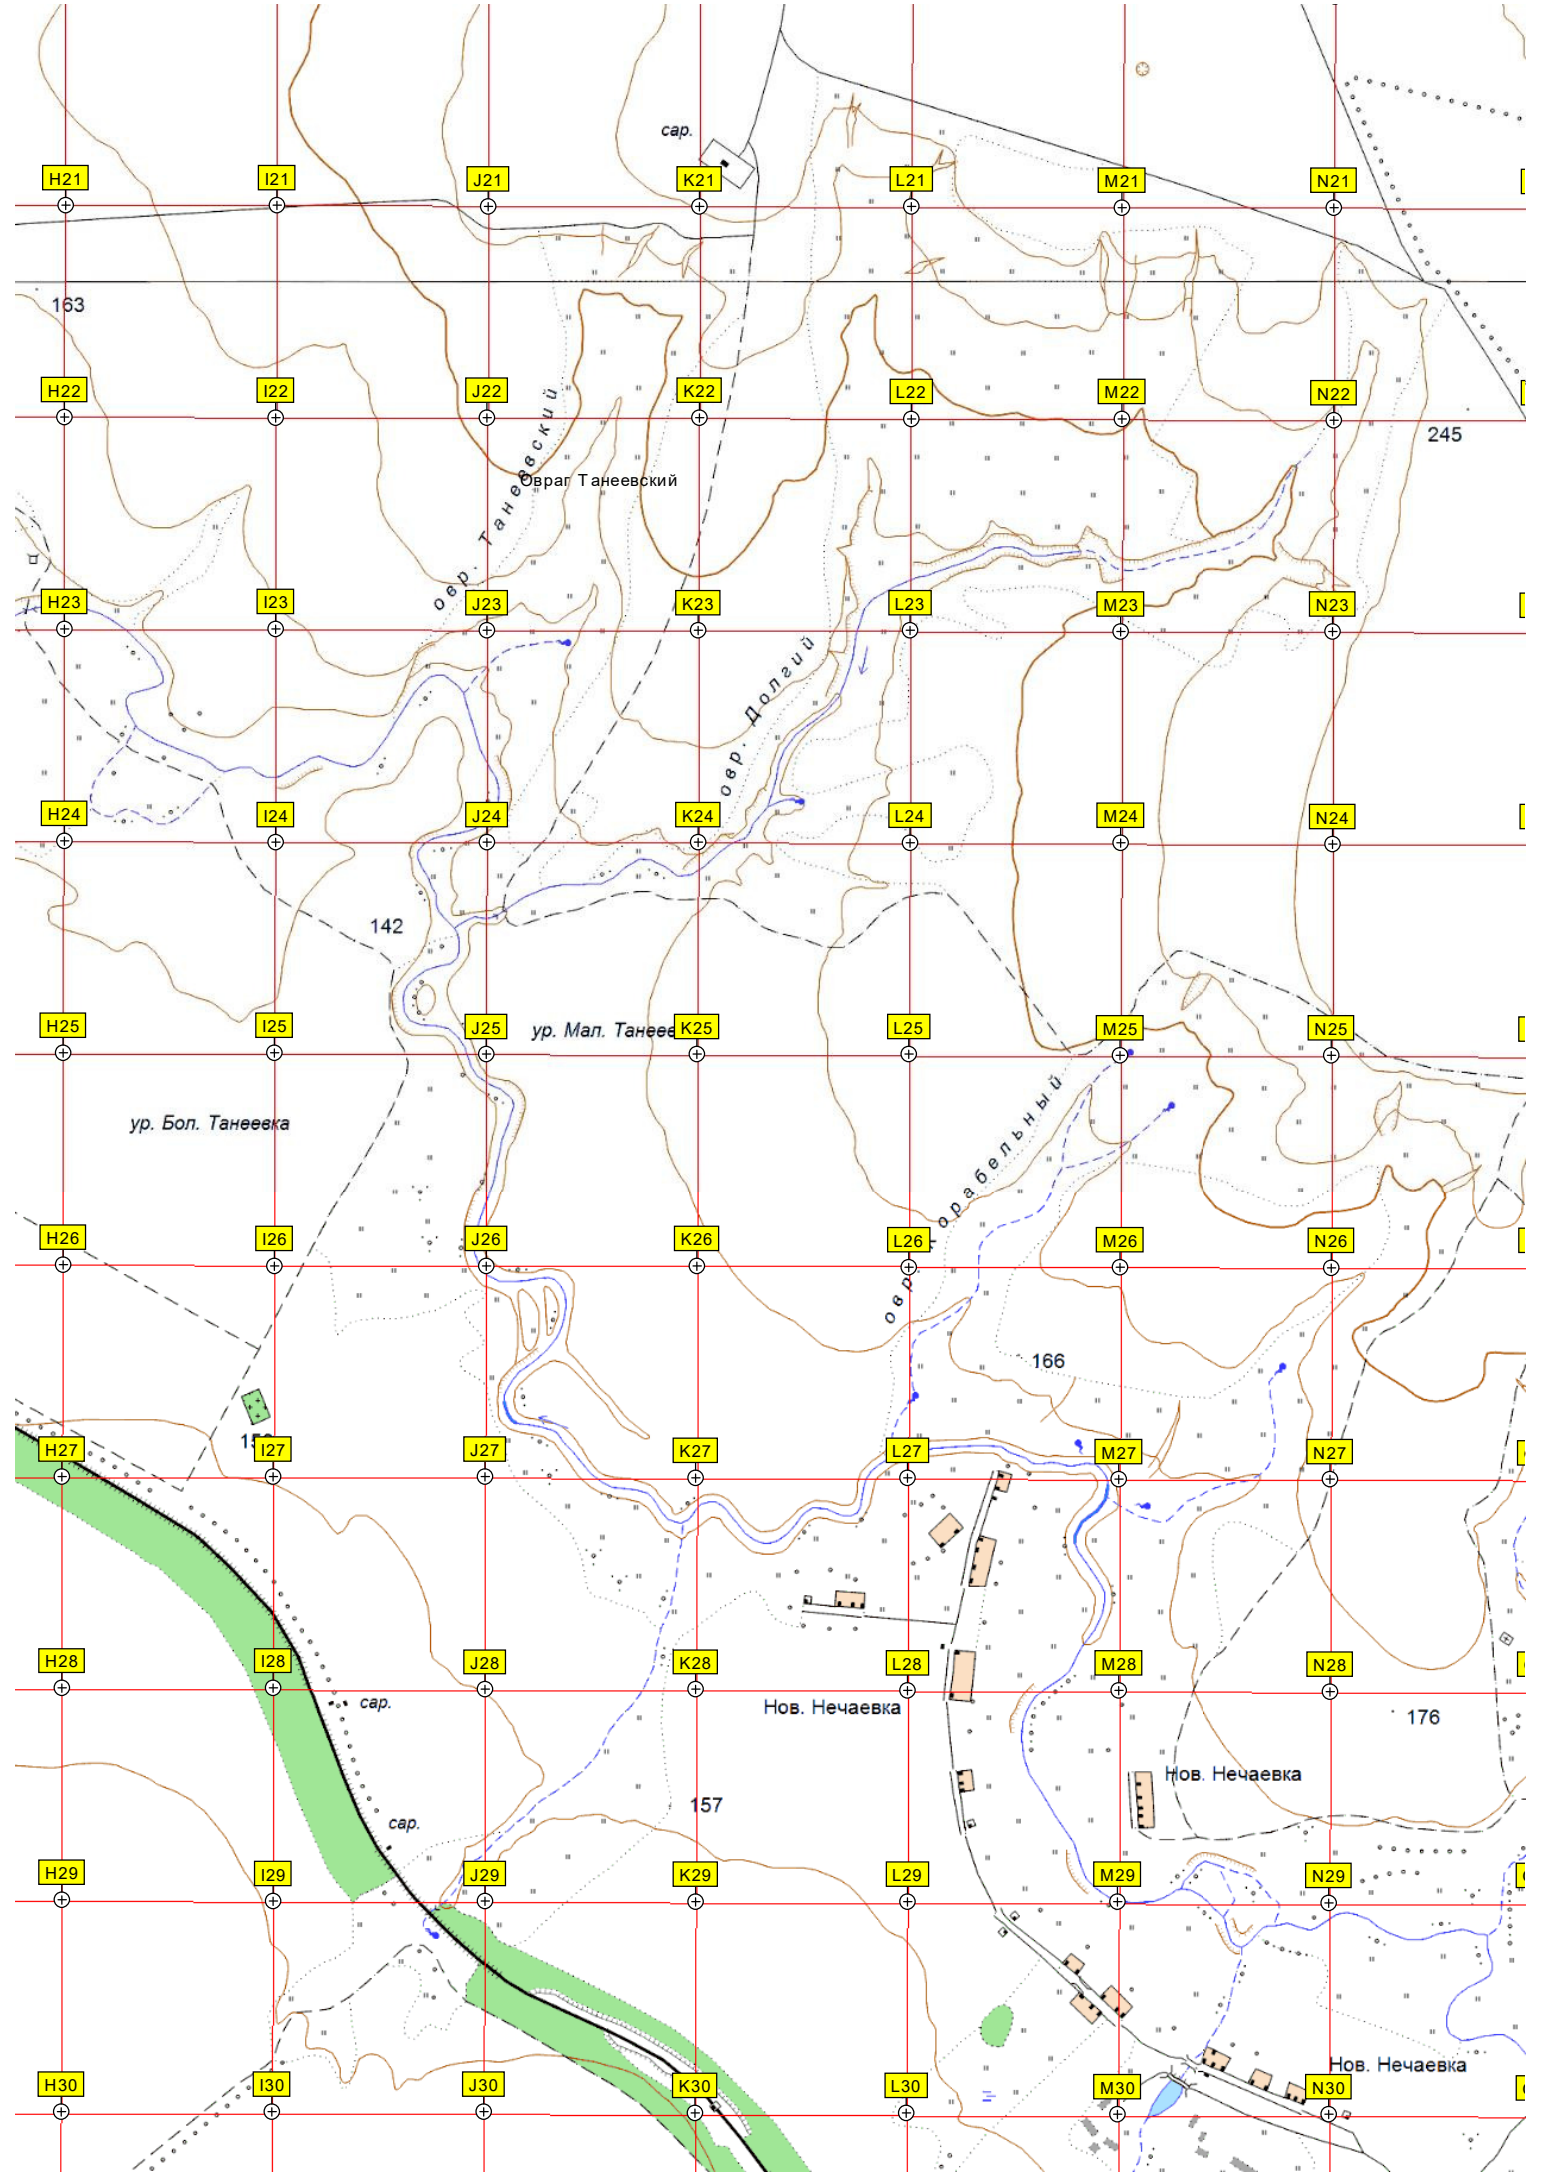 сар.
H21 I21 J21 K21 L21 M21 N21
163
H22 I22 J22 K22 L22 M22 N22
245
овр. Танеевский
Овраг Танеевский
H23 I23 J23 K23 L23 M23 N23
овр. Долгий
H24 I24 J24 K24 L24 M24 N24
142
H25 I25 J25 K25 L25 M25 N25
ур. Мал. Танее
ур. Бол. Танеевка
овр. Корабельный
H26 I26 J26 K26 L26 M26 N26
166
H27 I27 J27 K27 L27 M27 N27
H28 I28 J28 K28 L28 M28 N28
сар.
Нов. Нечаевка
176
Нов. Нечаевка
157
сар.
H29 I29 J29 K29 L29 M29 N29
Нов. Нечаевка
H30 I30 J30 K30 L30 M30 N30